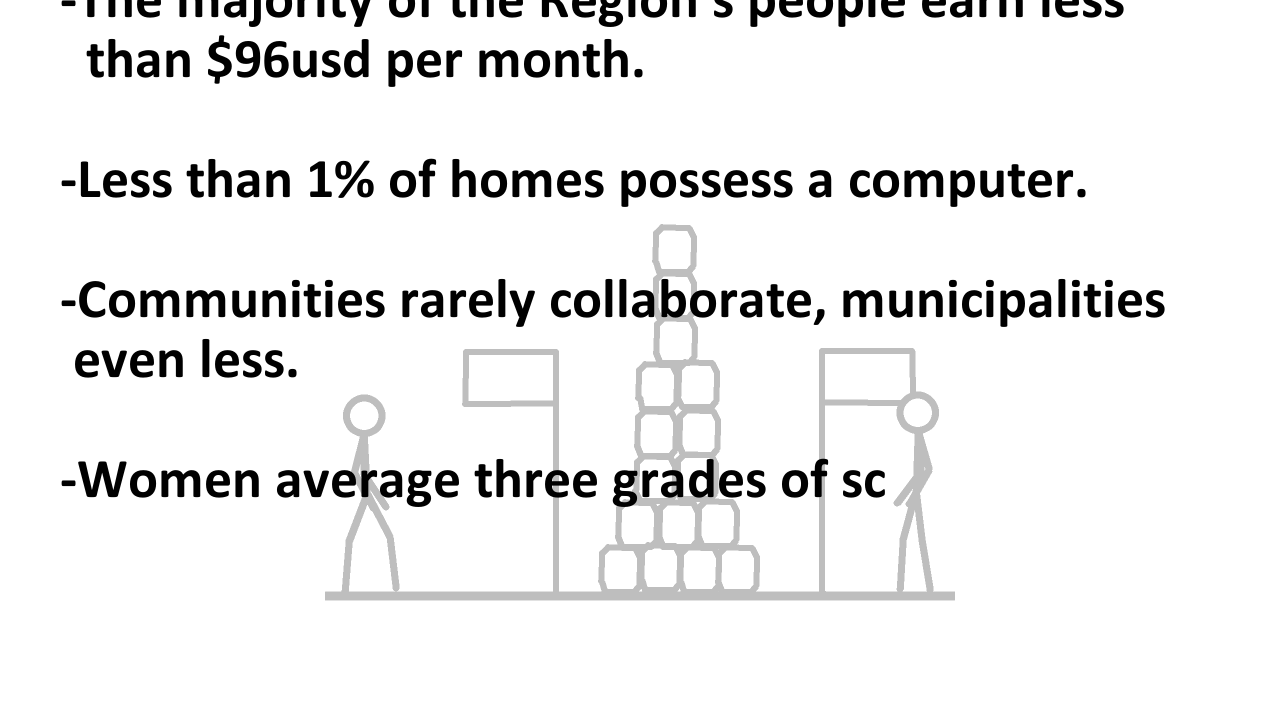 -The majority of the Region's people earn less
than $96usd per month.
-Less than 1% of homes possess a computer.
-Communities rarely collaborate, municipalities
even less.
-Women average three grades of sc